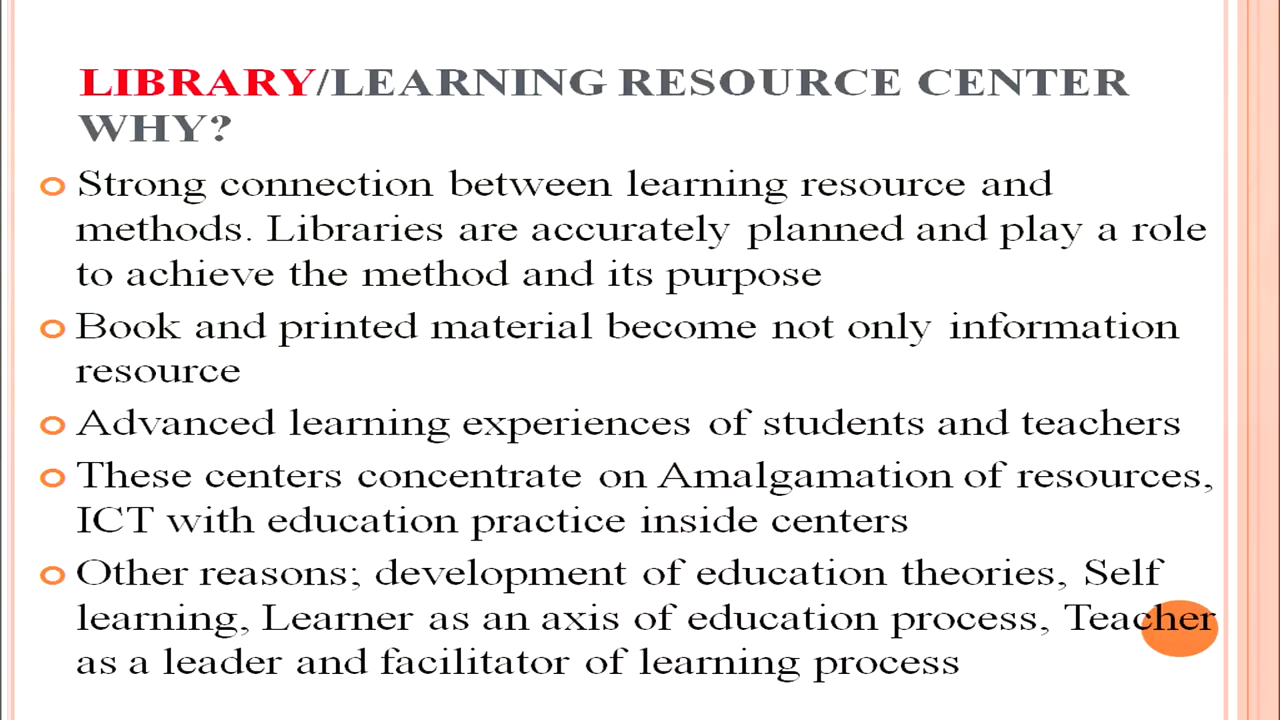 LIBRARY/LEARNING RESOURCE CENTER
WHY?
Strong connection between learning resource and
methods. Libraries are accurately planned and play a role
to achieve the method and its purpose
Book and printed material become not only information
resource
Advanced learning experiences of students and teachers
These centers concentrate on Amalgamation of resources,
ICT with education practice inside centers
Other reasons; development of education theories, Self
learning, Learner as an axis of education process, Teacher
as a leader and facilitator of learning process